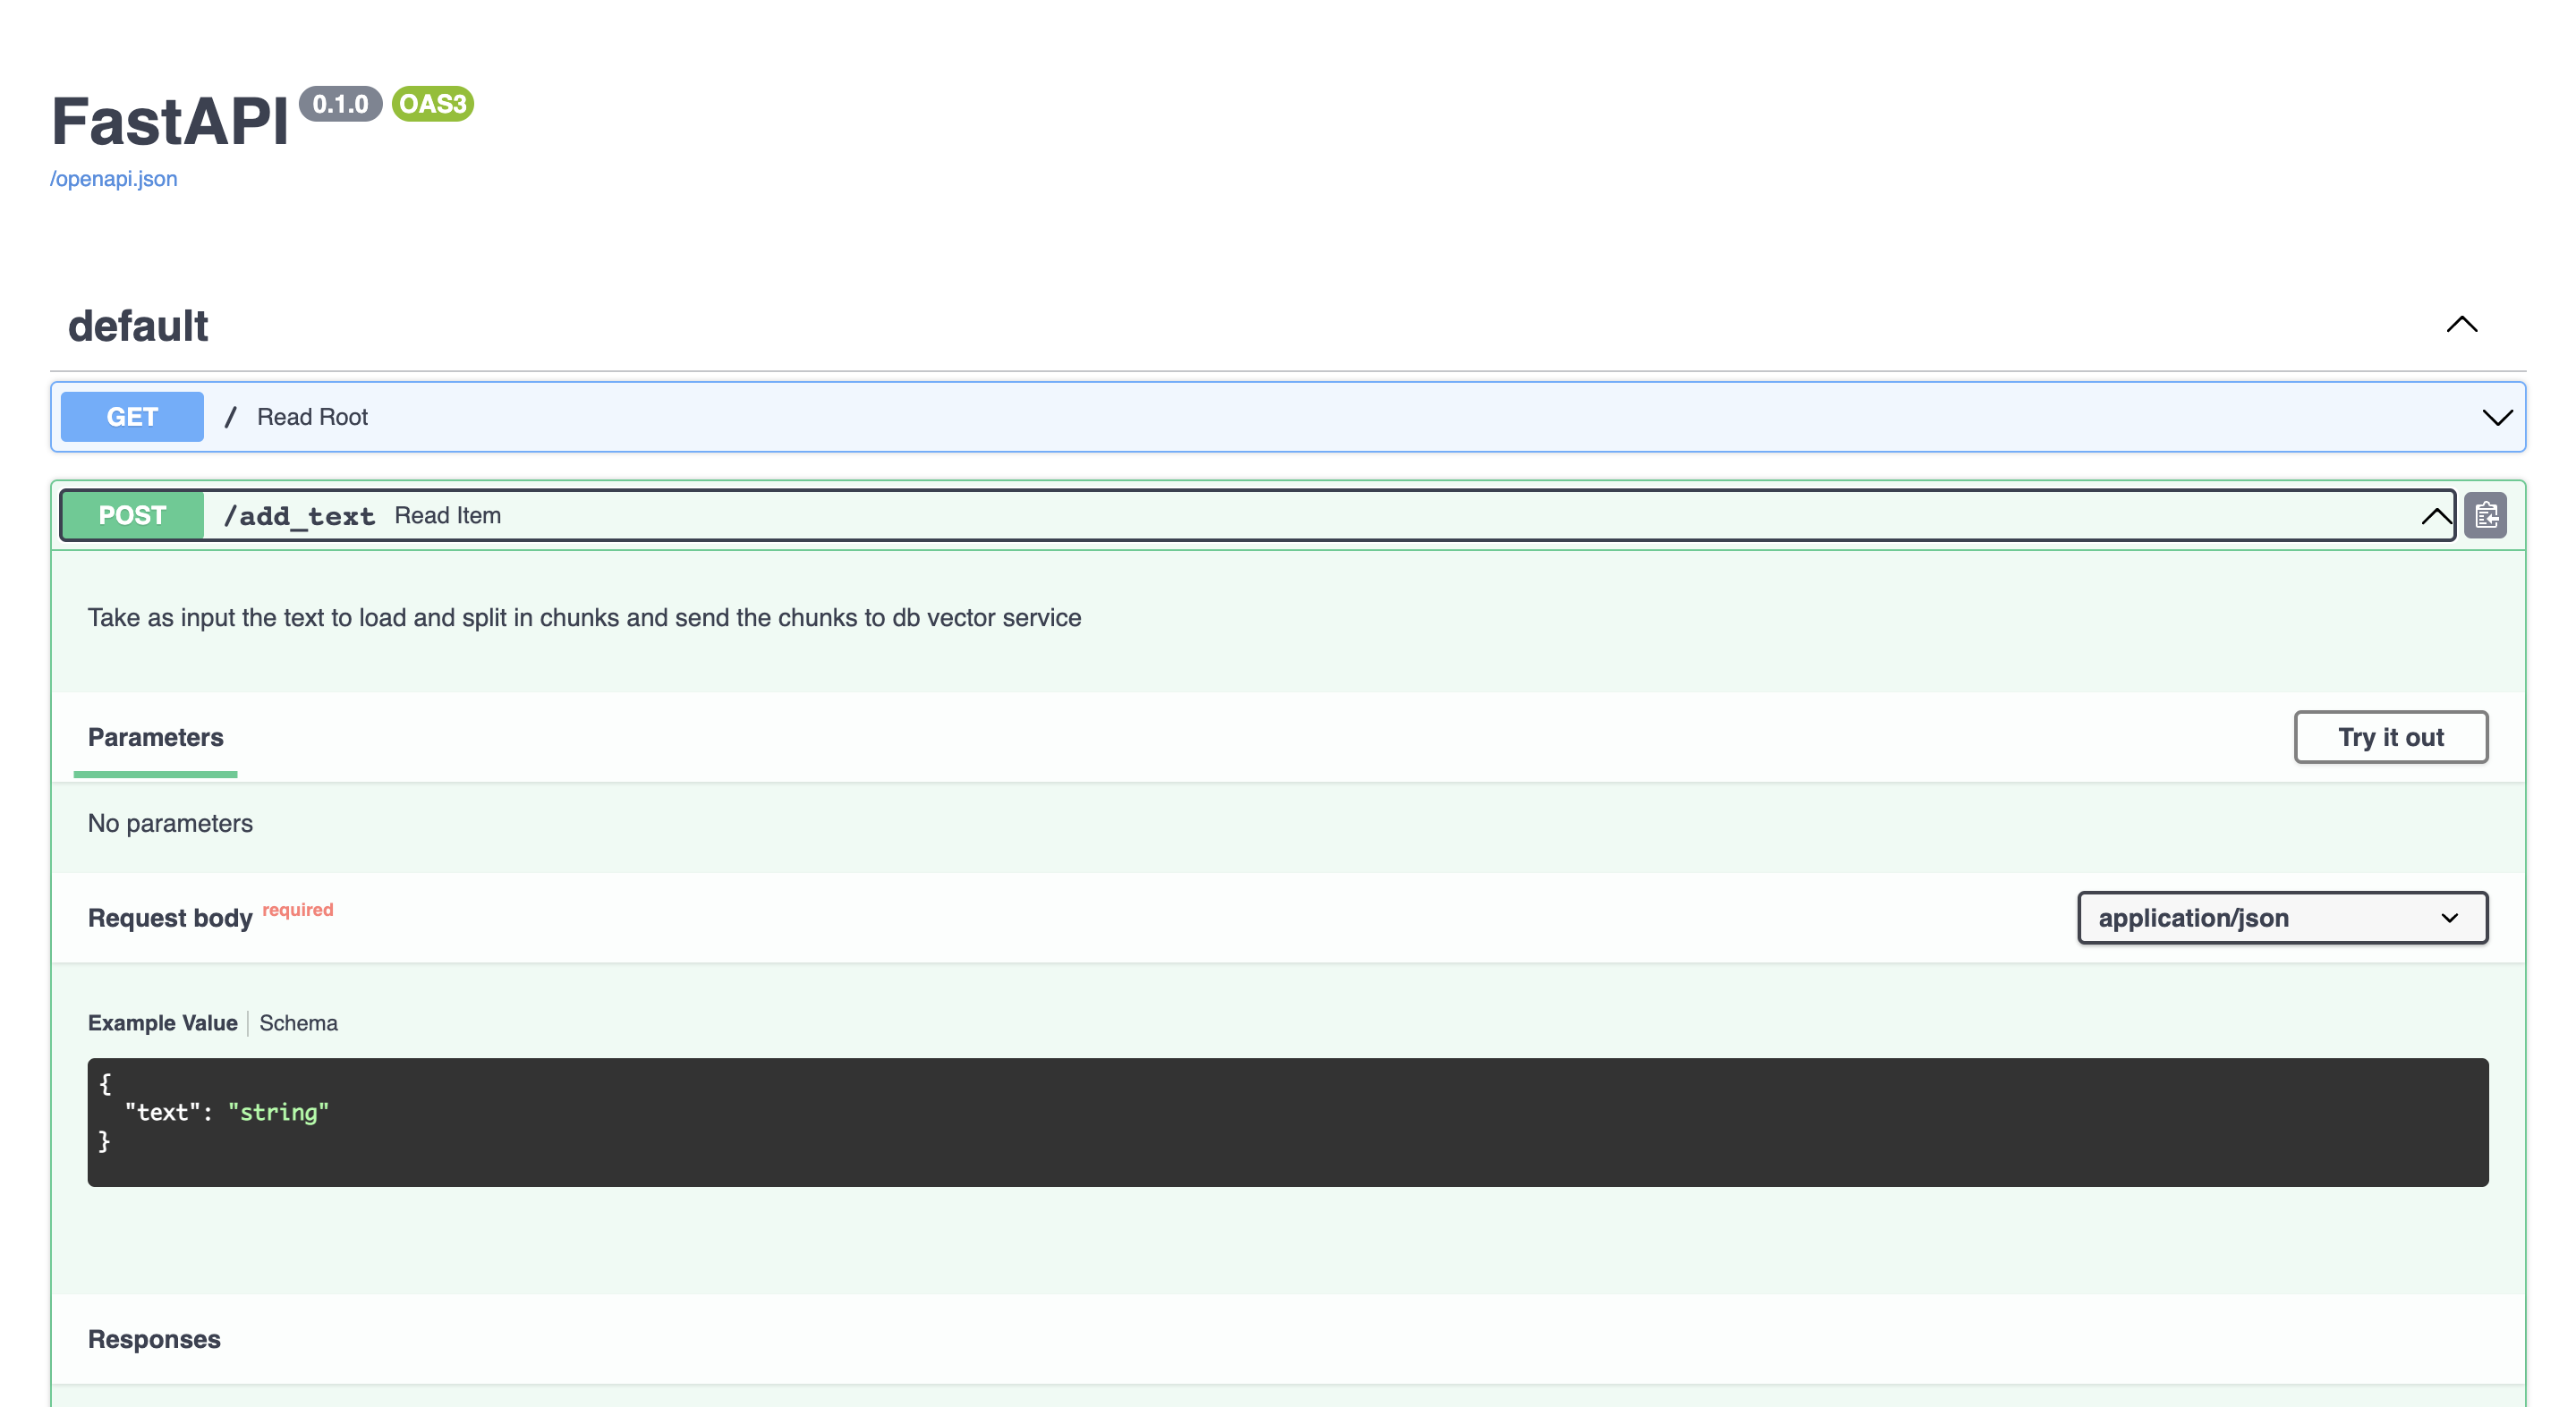 FastAPI 0.1.0 OAS3
/openapi.json
default
GET / Read Root
POST /add_text Read Item
Take as input the text to load and split in chunks and send the chunks to db vector service
Parameters Try it out
No parameters
Request body required application/json
Example Value Schema
{
"text": "string"
}
Responses